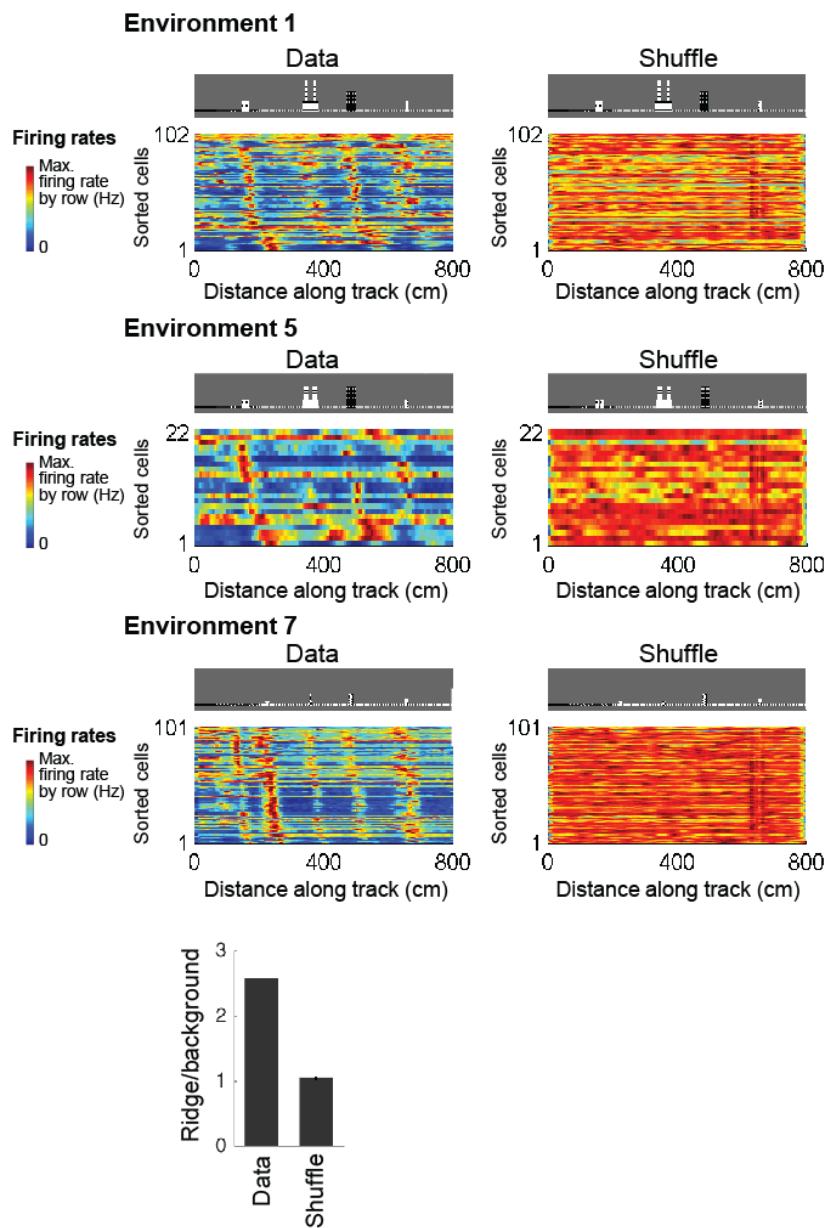 Environment 1
Data
Shuffle
Firing rates
Max.
firing rate
by row (Hz)
0
Sorted cells
102
1
0 400 800
Distance along track (cm)
Sorted cells
102
1
0 400 800
Distance along track (cm)
Environment 5
Data
Shuffle
Firing rates
Max.
firing rate
by row (Hz)
0
Sorted cells
22
1
0 400 800
Distance along track (cm)
Sorted cells
22
1
0 400 800
Distance along track (cm)
Environment 7
Data
Shuffle
Firing rates
Max.
firing rate
by row (Hz)
0
Sorted cells
101
1
0 400 800
Distance along track (cm)
Sorted cells
101
1
0 400 800
Distance along track (cm)
Ridge/background
3
2
1
0
Data
Shuffle